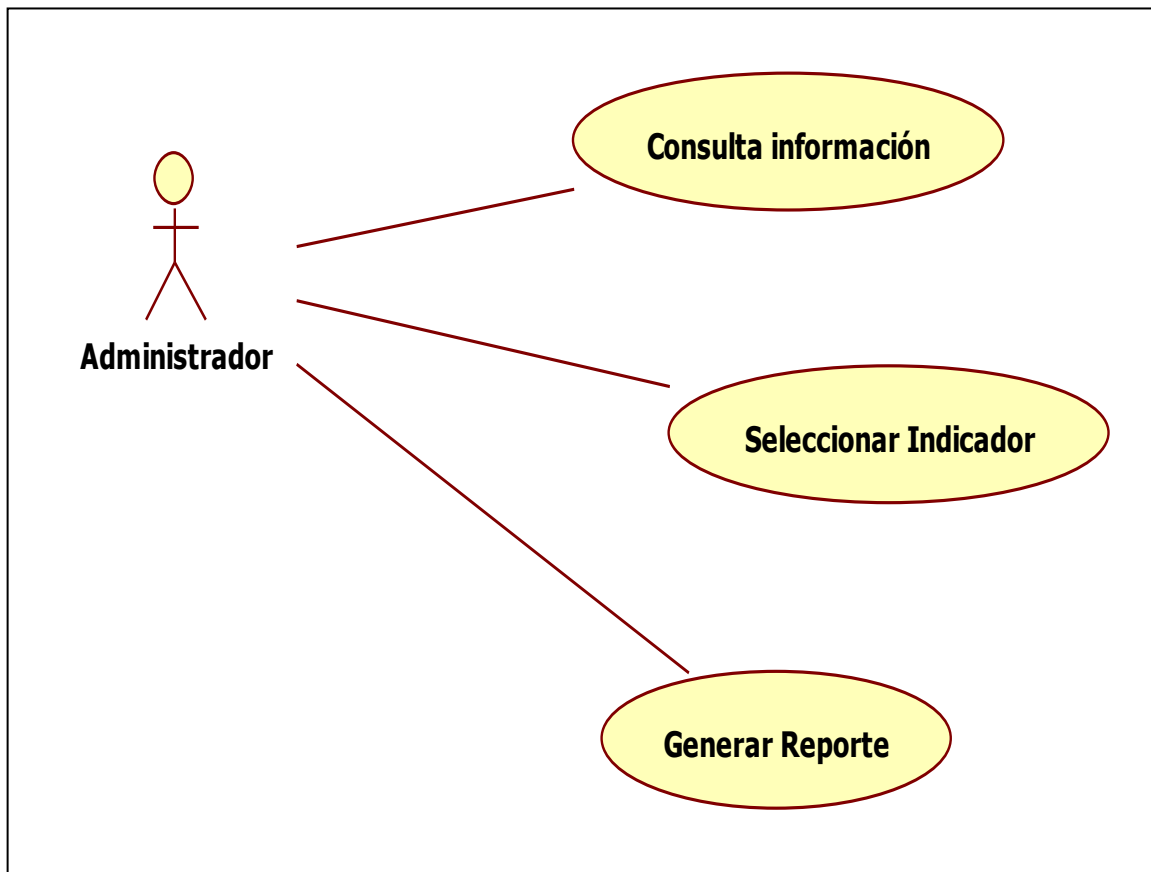 Consulta información
Administrador
Seleccionar Indicador
Generar Reporte